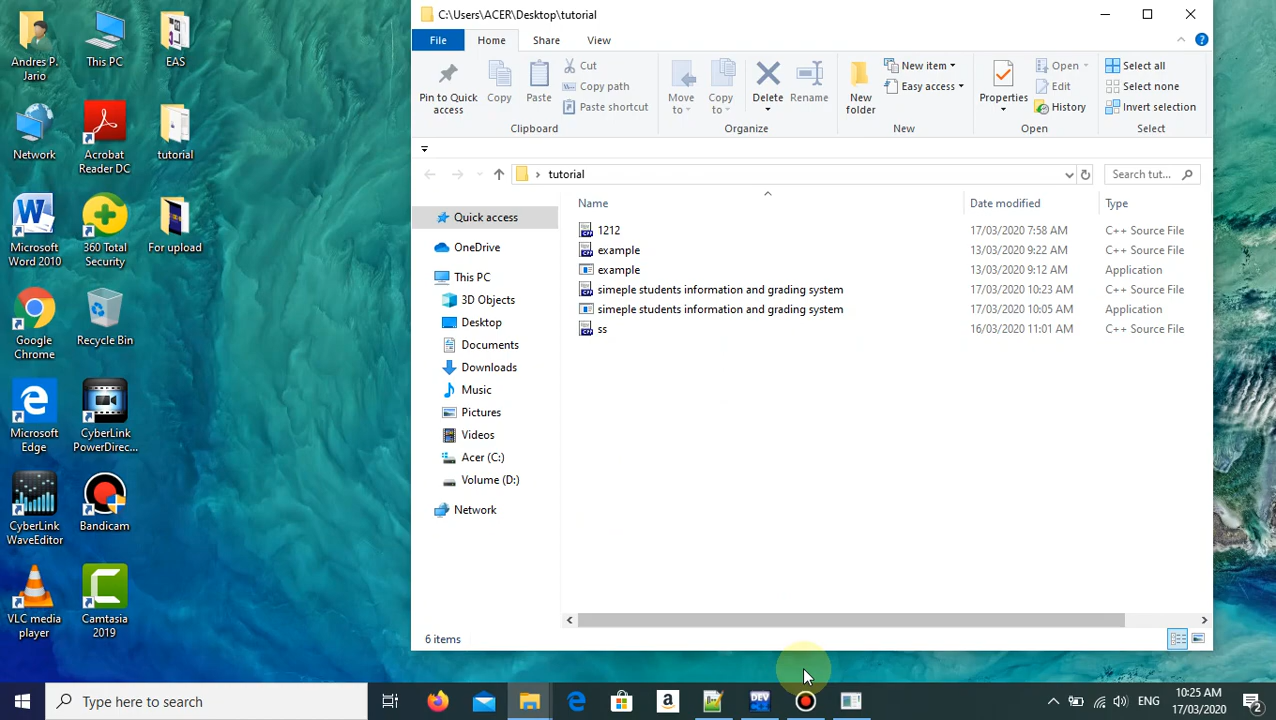 Andres P.
Jario
This PC
EAS
Network
Acrobat
Reader DC
tutorial
Microsoft
Word 2010
360 Total
Security
For upload
Google
Chrome
Recycle Bin
Microsoft
Edge
CyberLink
PowerDirec...
CyberLink
WaveEditor
Bandicam
VLC media
player
Camtasia
2019
C:\Users\ACER\Desktop\tutorial
File Home Share View
Pin to Quick
access
Copy
Paste
Cut
Copy path
Paste shortcut
Clipboard
Move
to
Copy
to
Delete
Rename
Organize
New
folder
New item
Easy access
New
Properties
Open
Edit
History
Open
Select all
Select none
Invert selection
Select
tutorial
Search tut...
Quick access
OneDrive
This PC
3D Objects
Desktop
Documents
Downloads
Music
Pictures
Videos
Acer (C:)
Volume (D:)
Network
Name Date modified Type
1212 17/03/2020 7:58 AM C++ Source File
example 13/03/2020 9:22 AM C++ Source File
example 13/03/2020 9:12 AM Application
simeple students information and grading system 17/03/2020 10:23 AM C++ Source File
simeple students information and grading system 17/03/2020 10:05 AM Application
ss 16/03/2020 11:01 AM C++ Source File
6 items
Type here to search
DEV
ENG
10:25 AM
17/03/2020
2